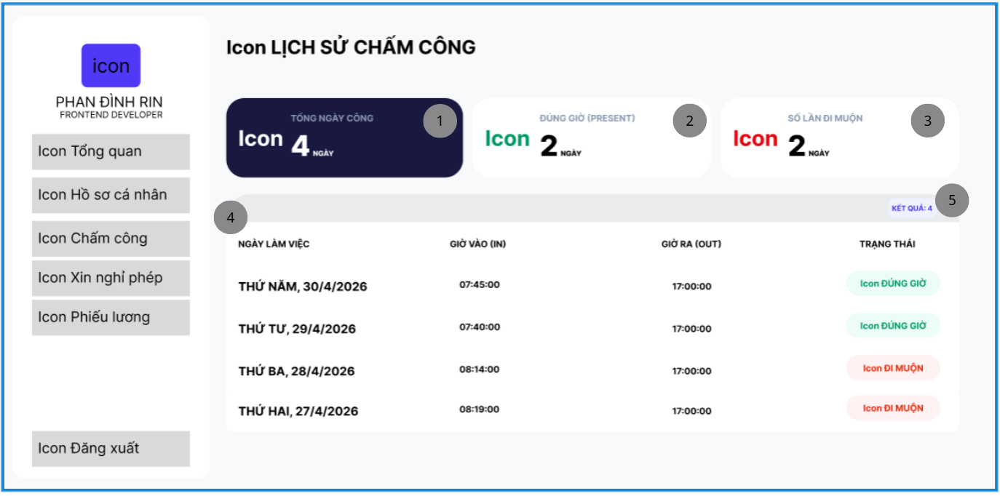 icon
PHAN ĐÌNH RIN
FRONTEND DEVELOPER
Icon Tổng quan
Icon Hồ sơ cá nhân
Icon Chấm công
Icon Xin nghỉ phép
Icon Phiếu lương
Icon Đăng xuất
Icon LỊCH SỬ CHẤM CÔNG
TỔNG NGÀY CÔNG
1
Icon 4 NGÀY
ĐÚNG GIỜ (PRESENT)
2
Icon 2 NGÀY
SỐ LẦN ĐI MUỘN
3
Icon 2 NGÀY
4
KẾT QUẢ: 4
5
NGÀY LÀM VIỆC GIỜ VÀO (IN) GIỜ RA (OUT) TRẠNG THÁI
THỨ NĂM, 30/4/2026 07:45:00 17:00:00 Icon ĐÚNG GIỜ
THỨ TƯ, 29/4/2026 07:40:00 17:00:00 Icon ĐÚNG GIỜ
THỨ BA, 28/4/2026 08:14:00 17:00:00 Icon ĐI MUỘN
THỨ HAI, 27/4/2026 08:19:00 17:00:00 Icon ĐI MUỘN